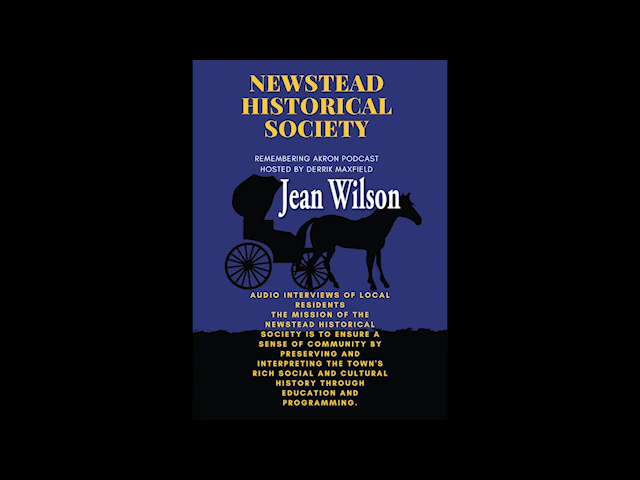 NEWSTEAD
HISTORICAL
SOCIETY
REMEMBERING AKRON PODCAST
HOSTED BY DERRIK MAXFIELD
Jean Wilson
AUDIO INTERVIEWS OF LOCAL
RESIDENTS
THE MISSION OF THE
NEWSTEAD HISTORICAL
SOCIETY IS TO ENSURE A
SENSE OF COMMUNITY BY
PRESERVING AND
INTERPRETING THE TOWN'S
RICH SOCIAL AND CULTURAL
HISTORY THROUGH
EDUCATION AND
PROGRAMMING.